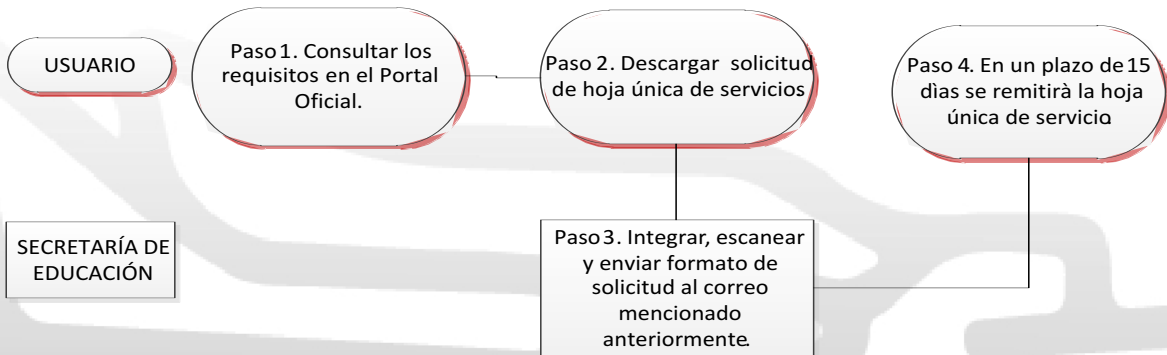 USUARIO
Paso 1. Consultar los
requisitos en el Portal
Oficial.
Paso 2. Descargar solicitud
de hoja única de servicios
Paso 4. En un plazo de 15
dìas se remitirà la hoja
única de servicio.
SECRETARÍA DE
EDUCACIÓN
Paso 3. Integrar, escanear
y enviar formato de
solicitud al correo
mencionado
anteriormente.